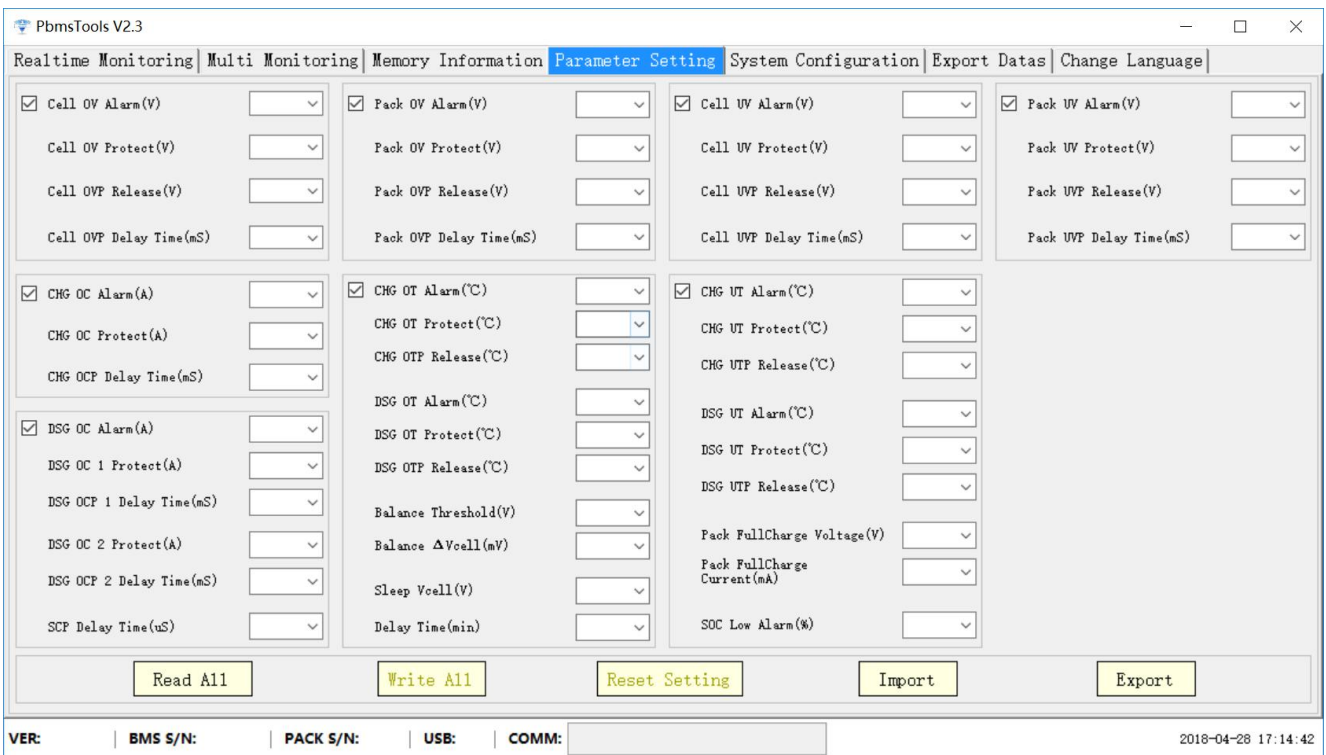 PbmsTools V2.3
Realtime Monitoring Multi Monitoring Memory Information Parameter Setting System Configuration Export Datas Change Language
Cell OV Alarm(V)
Cell OV Protect(V)
Cell OVP Release(V)
Cell OVP Delay Time(mS)
Pack OV Alarm(V)
Pack OV Protect(V)
Pack OVP Release(V)
Pack OVP Delay Time(mS)
Cell UV Alarm(V)
Cell UV Protect(V)
Cell UVP Release(V)
Cell UVP Delay Time(mS)
Pack UV Alarm(V)
Pack UV Protect(V)
Pack UVP Release(V)
Pack UVP Delay Time(mS)
CHG OC Alarm(A)
CHG OC Protect(A)
CHG OCP Delay Time(mS)
DSG OC Alarm(A)
DSG OC 1 Protect(A)
DSG OCP 1 Delay Time(mS)
DSG OC 2 Protect(A)
DSG OCP 2 Delay Time(mS)
SCP Delay Time(uS)
CHG OT Alarm(℃)
CHG OT Protect(℃)
CHG OTP Release(℃)
DSG OT Alarm(℃)
DSG OT Protect(℃)
DSG OTP Release(℃)
Balance Threshold(V)
Balance ΔVcell(mV)
Sleep Vcell(V)
Delay Time(min)
CHG UT Alarm(℃)
CHG UT Protect(℃)
CHG UTP Release(℃)
DSG UT Alarm(℃)
DSG UT Protect(℃)
DSG UTP Release(℃)
Pack FullCharge Voltage(V)
Pack FullCharge
Current(mA)
SOC Low Alarm(%)
Read All Write All Reset Setting Import Export
VER: BMS S/N: PACK S/N: USB: COMM: 2018-04-28 17:14:42